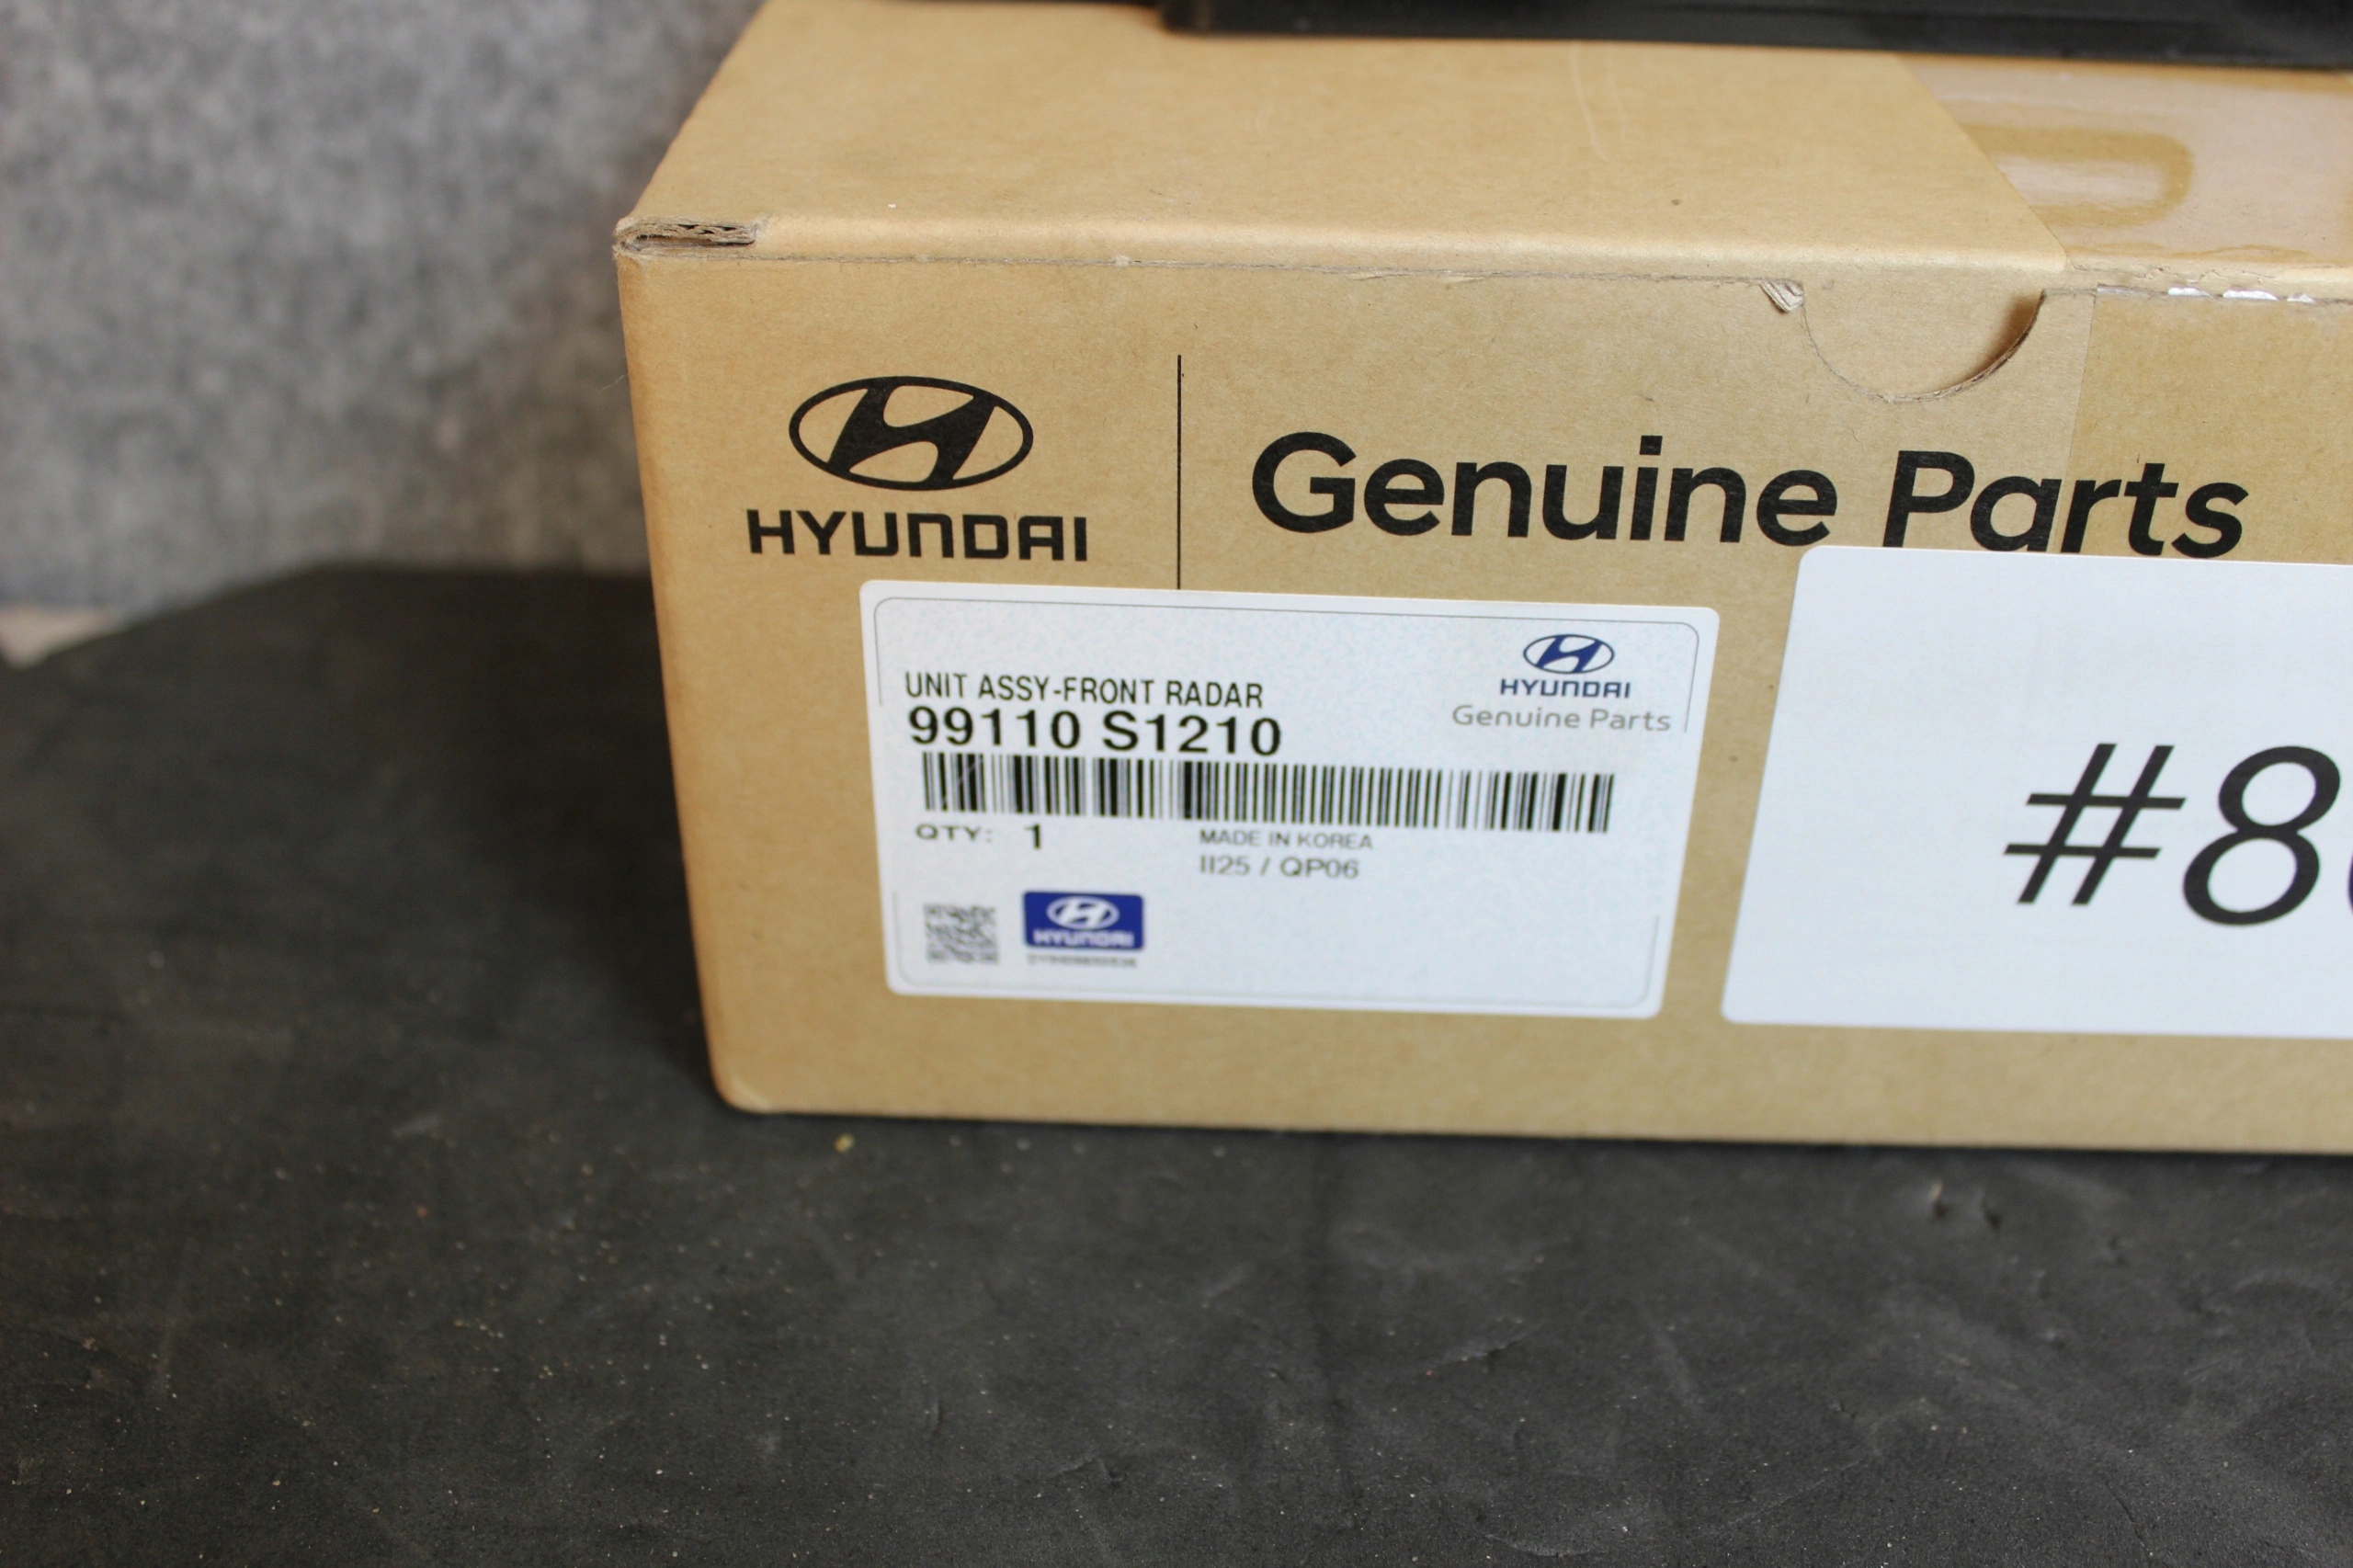 HYUNDAI
Genuine Parts
UNIT ASSY-FRONT RADAR
99110 S1210
HYUNDAI
Genuine Parts
QTY: 1
MADE IN KOREA
II25 / QP06
HYUNDAI
#8